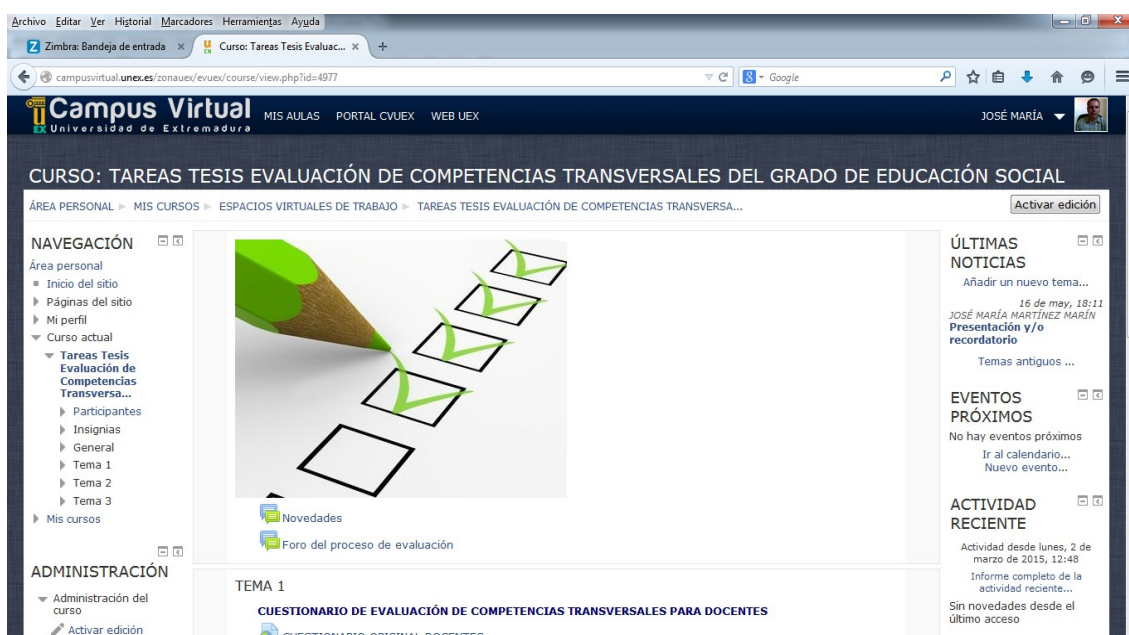 Archivo Editar Ver Historial Marcadores Herramientas Ayuda
Zimbra: Bandeja de entrada
Curso: Tareas Tesis Evaluac...
campusvirtual.unex.es/zonauex/evuex/course/view.php?id=4977
Google
Campus Virtual
UEX Universidad de Extremadura
MIS AULAS PORTAL CVUEX WEB UEX
JOSÉ MARÍA
CURSO: TAREAS TESIS EVALUACIÓN DE COMPETENCIAS TRANSVERSALES DEL GRADO DE EDUCACIÓN SOCIAL
ÁREA PERSONAL MIS CURSOS ESPACIOS VIRTUALES DE TRABAJO TAREAS TESIS EVALUACIÓN DE COMPETENCIAS TRANSVERSA...
Activar edición
NAVEGACIÓN
Área personal
Inicio del sitio
Páginas del sitio
Mi perfil
Curso actual
Tareas Tesis
Evaluación de
Competencias
Transversa...
Participantes
Insignias
General
Tema 1
Tema 2
Tema 3
Mis cursos
ADMINISTRACIÓN
Administración del
curso
Activar edición
Novedades
Foro del proceso de evaluación
TEMA 1
CUESTIONARIO DE EVALUACIÓN DE COMPETENCIAS TRANSVERSALES PARA DOCENTES
CUESTIONARIO ORIGINAL DOCENTES
ÚLTIMAS
NOTICIAS
Añadir un nuevo tema...
16 de may, 18:11
JOSÉ MARÍA MARTÍNEZ MARÍN
Presentación y/o
recordatorio
Temas antiguos ...
EVENTOS
PRÓXIMOS
No hay eventos próximos
Ir al calendario...
Nuevo evento...
ACTIVIDAD
RECIENTE
Actividad desde lunes, 2 de
marzo de 2015, 12:48
Informe completo de la
actividad reciente...
Sin novedades desde el
último acceso